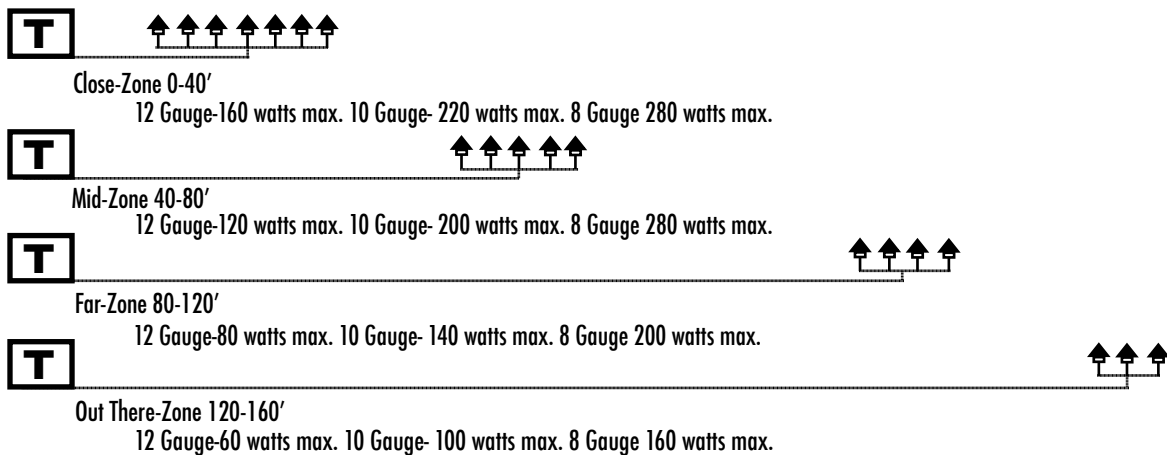 T
Close-Zone 0-40'
12 Gauge-160 watts max. 10 Gauge- 220 watts max. 8 Gauge 280 watts max.
T
Mid-Zone 40-80'
12 Gauge-120 watts max. 10 Gauge- 200 watts max. 8 Gauge 280 watts max.
T
Far-Zone 80-120'
12 Gauge-80 watts max. 10 Gauge- 140 watts max. 8 Gauge 200 watts max.
T
Out There-Zone 120-160'
12 Gauge-60 watts max. 10 Gauge- 100 watts max. 8 Gauge 160 watts max.